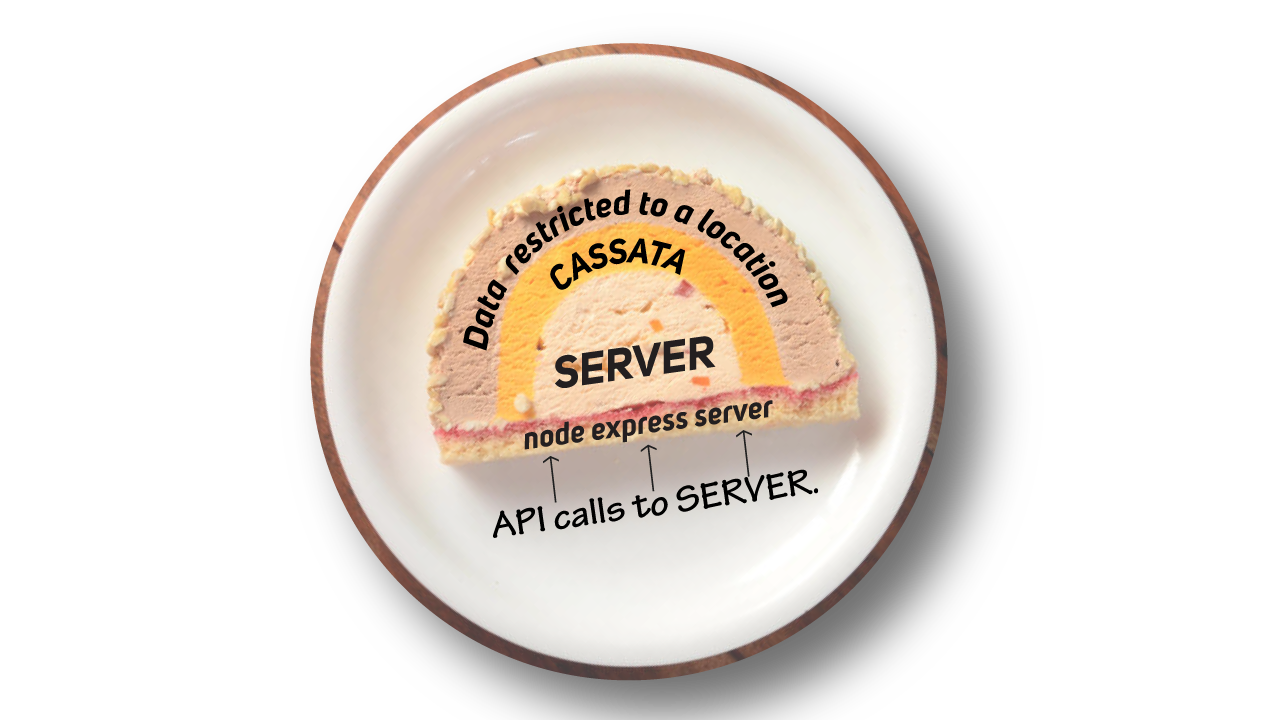 Data restricted to a location
CASSATA
SERVER
node express server
API calls to SERVER.